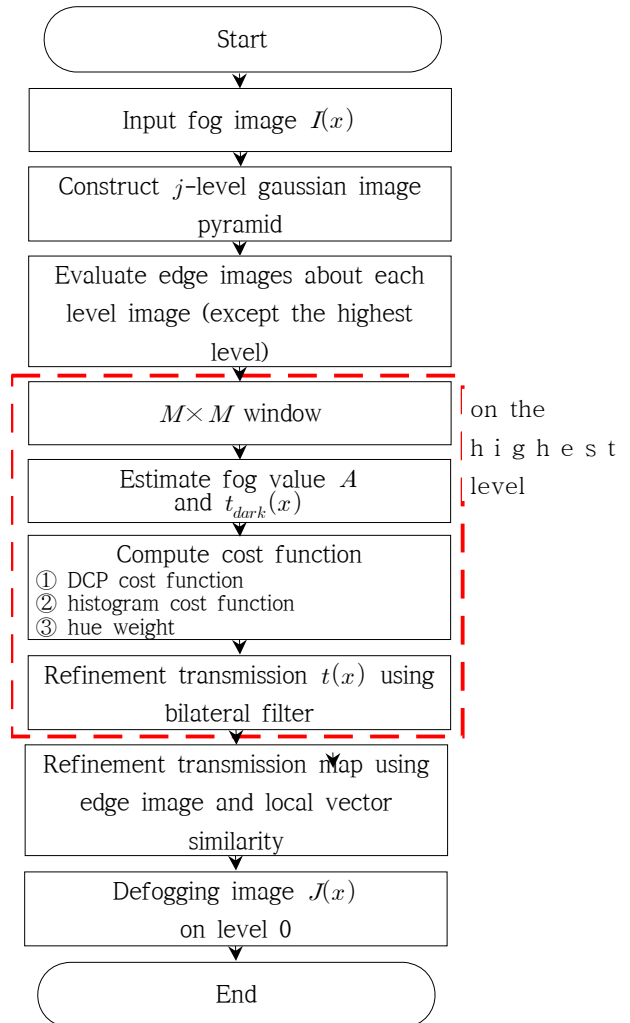 Start
Input fog image I(x)
Construct j-level gaussian image
pyramid
Evaluate edge images about each
level image (except the highest
level)
M×M window
on the
highest
level
Estimate fog value A
and t_dark(x)
Compute cost function
① DCP cost function
② histogram cost function
③ hue weight
Refinement transmission t(x) using
bilateral filter
Refinement transmission map using
edge image and local vector
similarity
Defogging image J(x)
on level 0
End